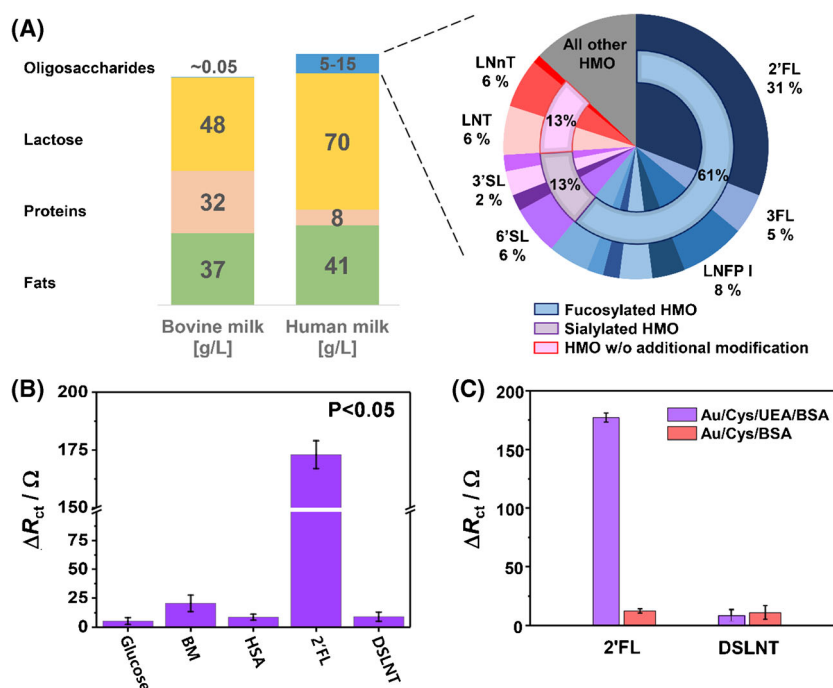 (A)
Oligosaccharides
~0.05
5-15
Lactose
48
70
Proteins
32
8
Fats
37
41
Bovine milk
[g/L]
Human milk
[g/L]
All other
HMO
2'FL
31 %
3FL
5 %
LNFP I
8 %
6'SL
6 %
3'SL
2 %
LNT
6 %
LNnT
6 %
13%
13%
61%
Fucosylated HMO
Sialylated HMO
HMO w/o additional modification
(B)
P<0.05
ΔRct / Ω
200
175
150
75
50
25
0
Glucose
BM
HSA
2'FL
DSLNT
(C)
Au/Cys/UEA/BSA
Au/Cys/BSA
ΔRct / Ω
200
150
100
50
0
2'FL
DSLNT